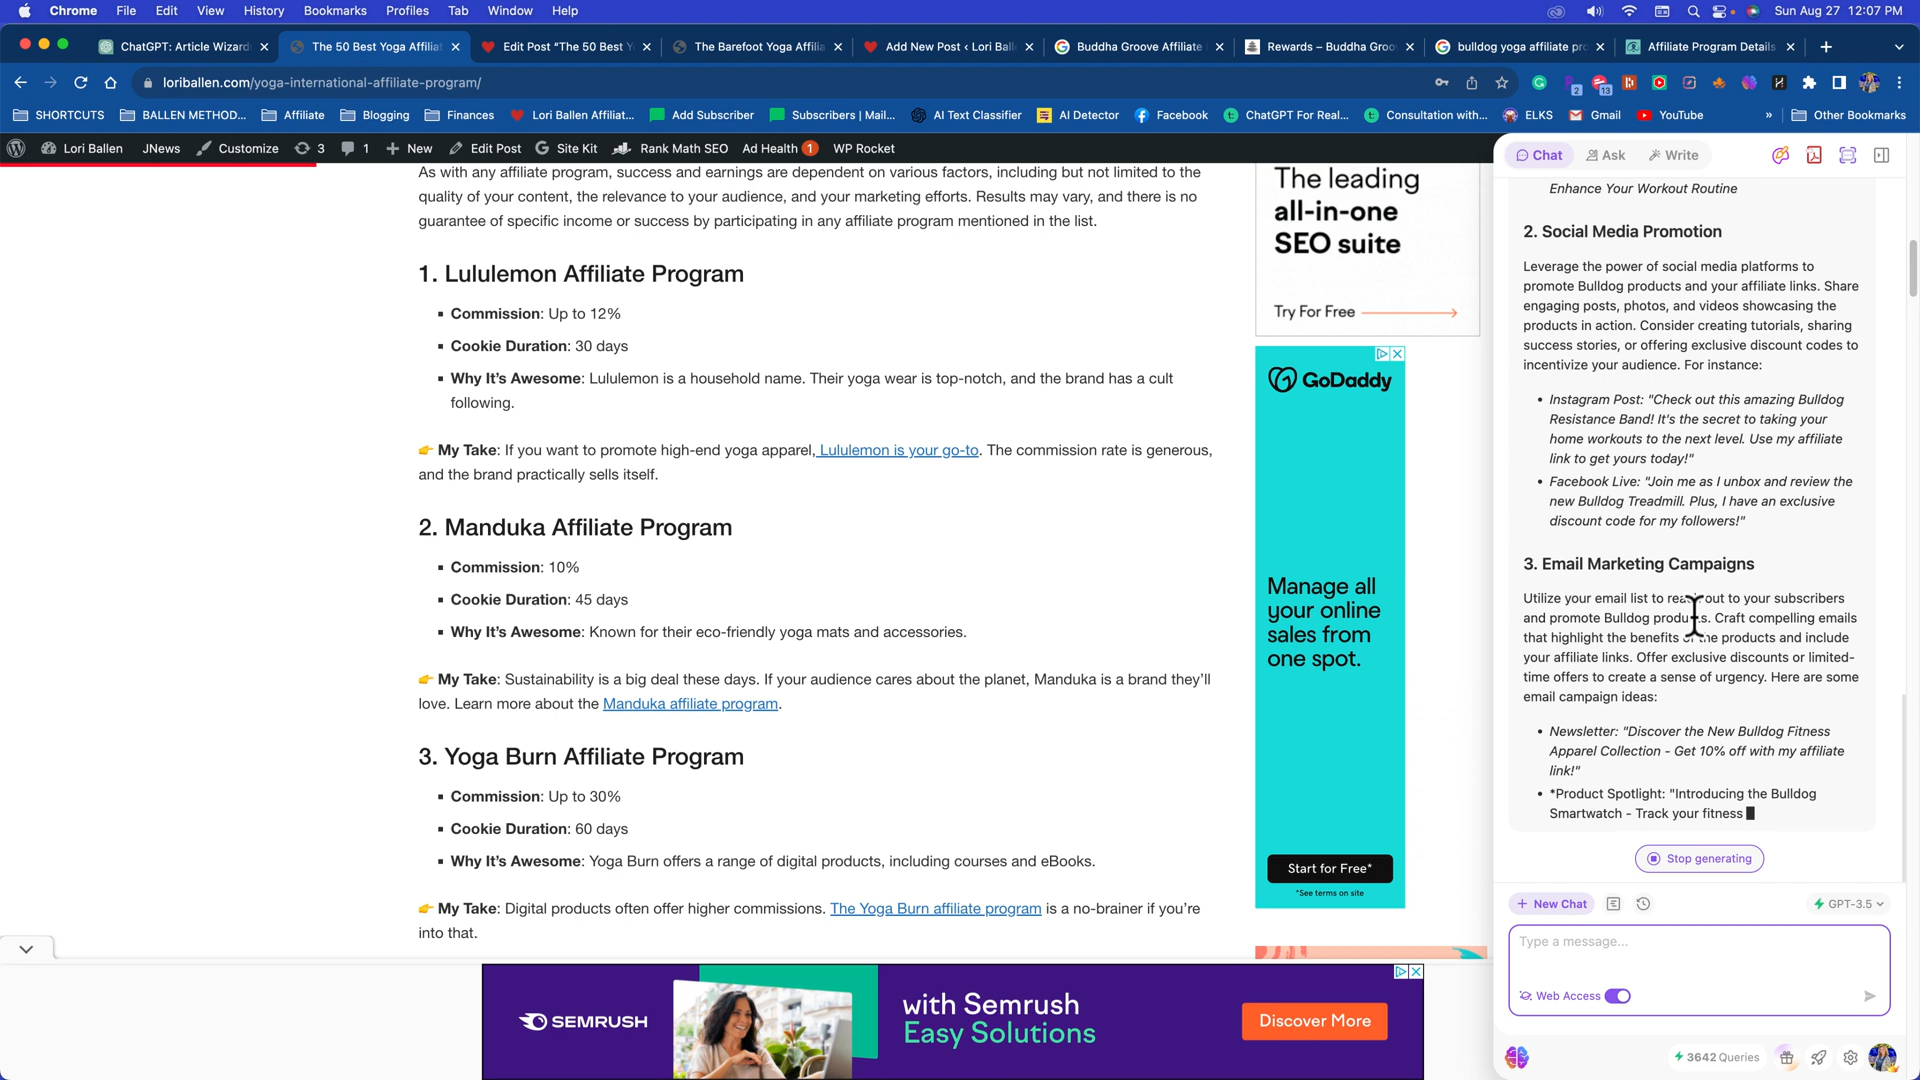 Chrome File Edit View History Bookmarks Profiles Tab Window Help
Sun Aug 27 12:07 PM
ChatGPT: Article Wizard
The 50 Best Yoga Affilia
Edit Post "The 50 Best Y
The Barefoot Yoga Affilia
Add New Post ‹ Lori Ball
Buddha Groove Affiliate
Rewards – Buddha Groo
bulldog yoga affiliate pr
Affiliate Program Details
loriballen.com/yoga-international-affiliate-program/
2
13
SHORTCUTS
BALLEN METHOD...
Affiliate
Blogging
Finances
Lori Ballen Affiliat...
Add Subscriber
Subscribers | Mail...
AI Text Classifier
AI Detector
Facebook
ChatGPT For Real...
Consultation with...
ELKS
Gmail
YouTube
»
Other Bookmarks
Lori Ballen JNews Customize 3 1 New Edit Post Site Kit Rank Math SEO Ad Health 1 WP Rocket
As with any affiliate program, success and earnings are dependent on various factors, including but not limited to the
quality of your content, the relevance to your audience, and your marketing efforts. Results may vary, and there is no
guarantee of specific income or success by participating in any affiliate program mentioned in the list.
1. Lululemon Affiliate Program
Commission: Up to 12%
Cookie Duration: 30 days
Why It's Awesome: Lululemon is a household name. Their yoga wear is top-notch, and the brand has a cult
following.
👉 My Take: If you want to promote high-end yoga apparel, Lululemon is your go-to. The commission rate is generous,
and the brand practically sells itself.
2. Manduka Affiliate Program
Commission: 10%
Cookie Duration: 45 days
Why It's Awesome: Known for their eco-friendly yoga mats and accessories.
👉 My Take: Sustainability is a big deal these days. If your audience cares about the planet, Manduka is a brand they'll
love. Learn more about the Manduka affiliate program.
3. Yoga Burn Affiliate Program
Commission: Up to 30%
Cookie Duration: 60 days
Why It's Awesome: Yoga Burn offers a range of digital products, including courses and eBooks.
👉 My Take: Digital products often offer higher commissions. The Yoga Burn affiliate program is a no-brainer if you're
into that.
The leading
all-in-one
SEO suite
Try For Free
GoDaddy
Manage all
your online
sales from
one spot.
Start for Free*
*See terms on site
SEMRUSH
with Semrush
Easy Solutions
Discover More
Chat Ask Write
Enhance Your Workout Routine
2. Social Media Promotion
Leverage the power of social media platforms to
promote Bulldog products and your affiliate links. Share
engaging posts, photos, and videos showcasing the
products in action. Consider creating tutorials, sharing
success stories, or offering exclusive discount codes to
incentivize your audience. For instance:
• Instagram Post: "Check out this amazing Bulldog
Resistance Band! It's the secret to taking your
home workouts to the next level. Use my affiliate
link to get yours today!"
• Facebook Live: "Join me as I unbox and review the
new Bulldog Treadmill. Plus, I have an exclusive
discount code for my followers!"
3. Email Marketing Campaigns
Utilize your email list to reach out to your subscribers
and promote Bulldog products. Craft compelling emails
that highlight the benefits of the products and include
your affiliate links. Offer exclusive discounts or limited-
time offers to create a sense of urgency. Here are some
email campaign ideas:
• Newsletter: "Discover the New Bulldog Fitness
Apparel Collection - Get 10% off with my affiliate
link!"
• *Product Spotlight: "Introducing the Bulldog
Smartwatch - Track your fitness
Stop generating
New Chat
GPT-3.5
Type a message...
Web Access
3642 Queries